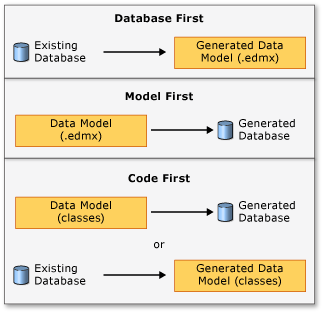 Database First
Existing
Database
Generated Data
Model (.edmx)
Model First
Data Model
(.edmx)
Generated
Database
Code First
Data Model
(classes)
Generated
Database
or
Existing
Database
Generated Data
Model (classes)